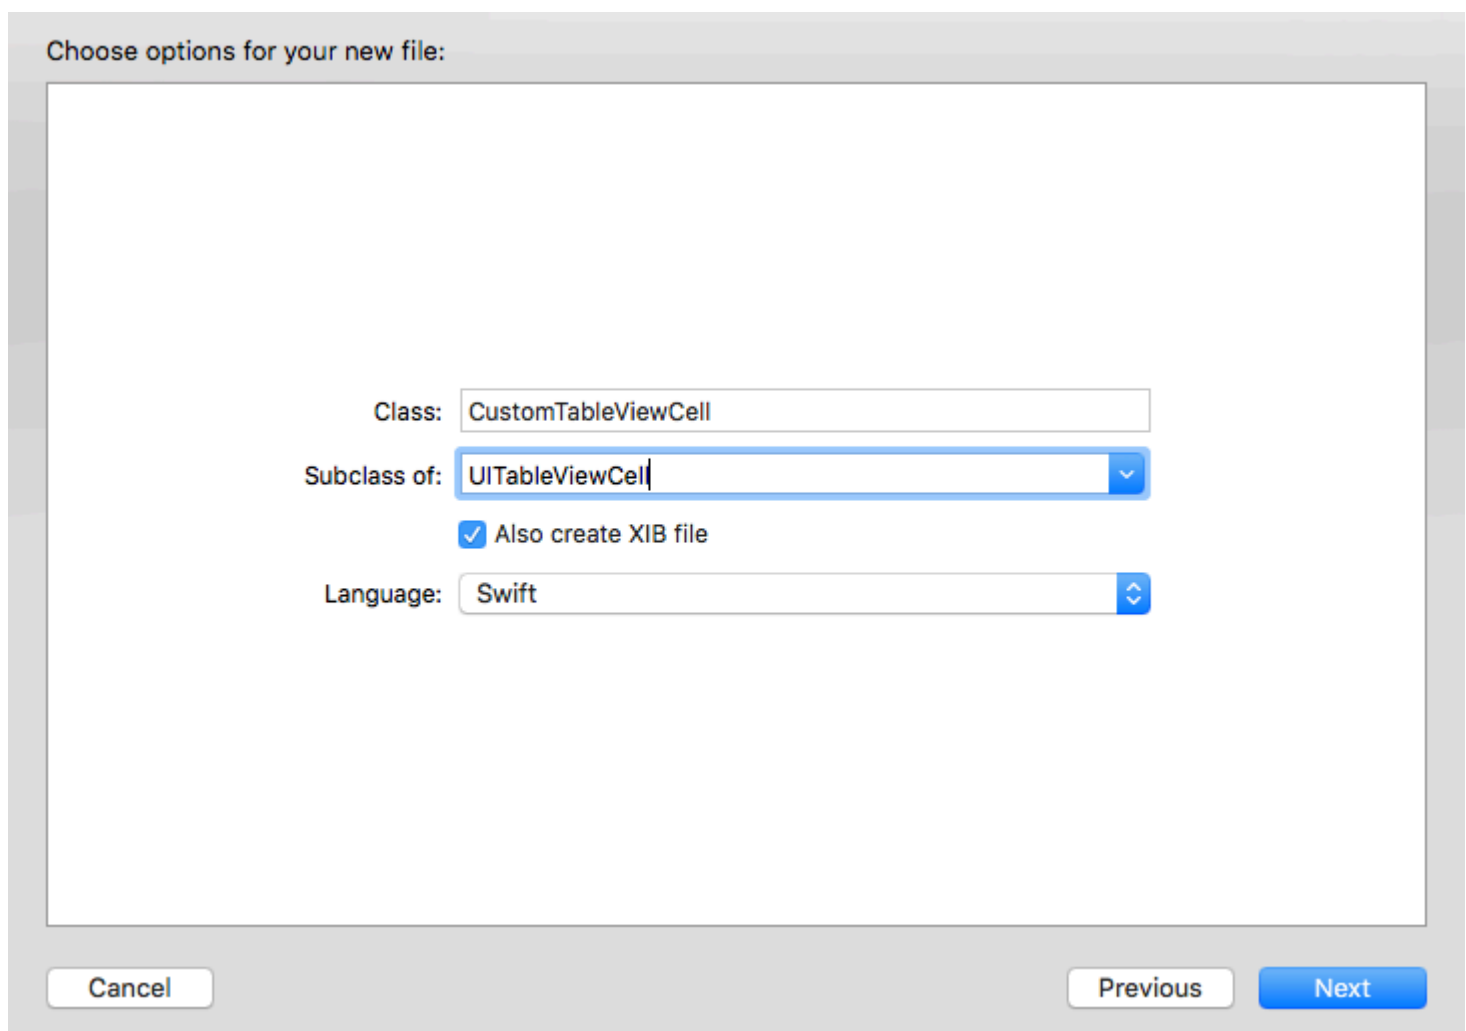 Choose options for your new file:
Class: CustomTableViewCell
Subclass of: UITableViewCell
Also create XIB file
Language: Swift
Cancel Previous Next